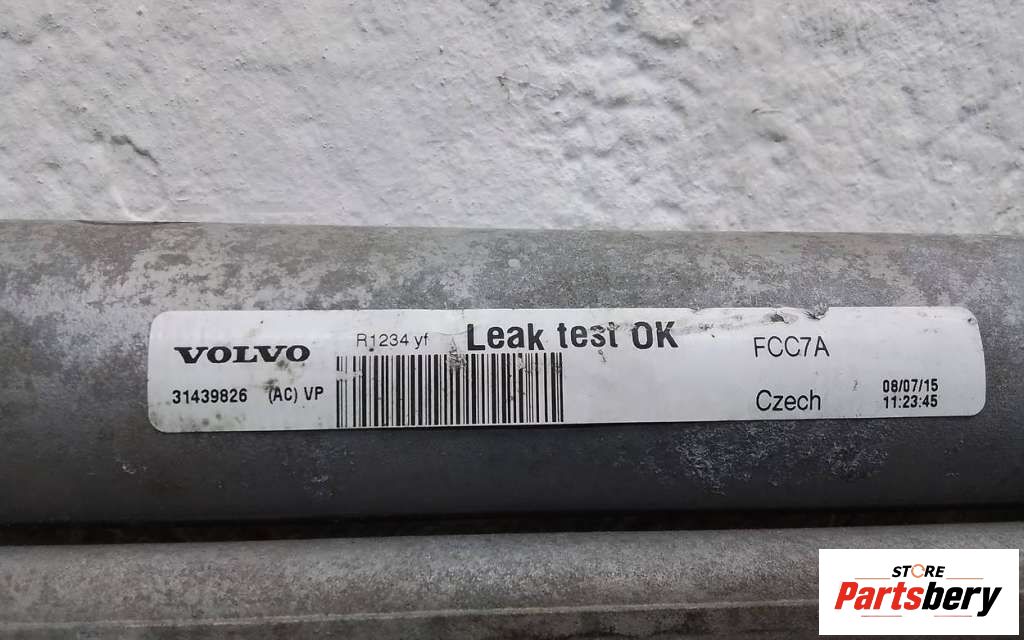 VOLVO
R1234 yf
Leak test OK
FCC7A
31439826 (AC) VP
Czech
08/07/15
11:23:45
STORE
Partsbery